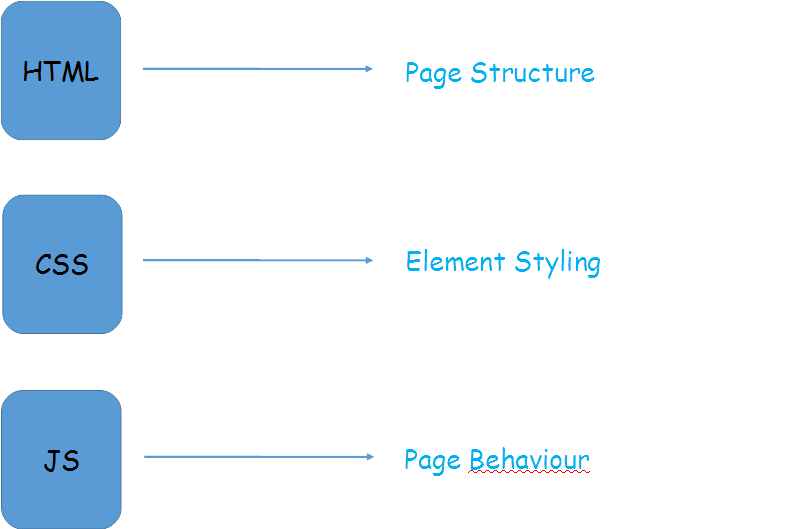 HTML Page Structure
CSS Element Styling
JS Page Behaviour